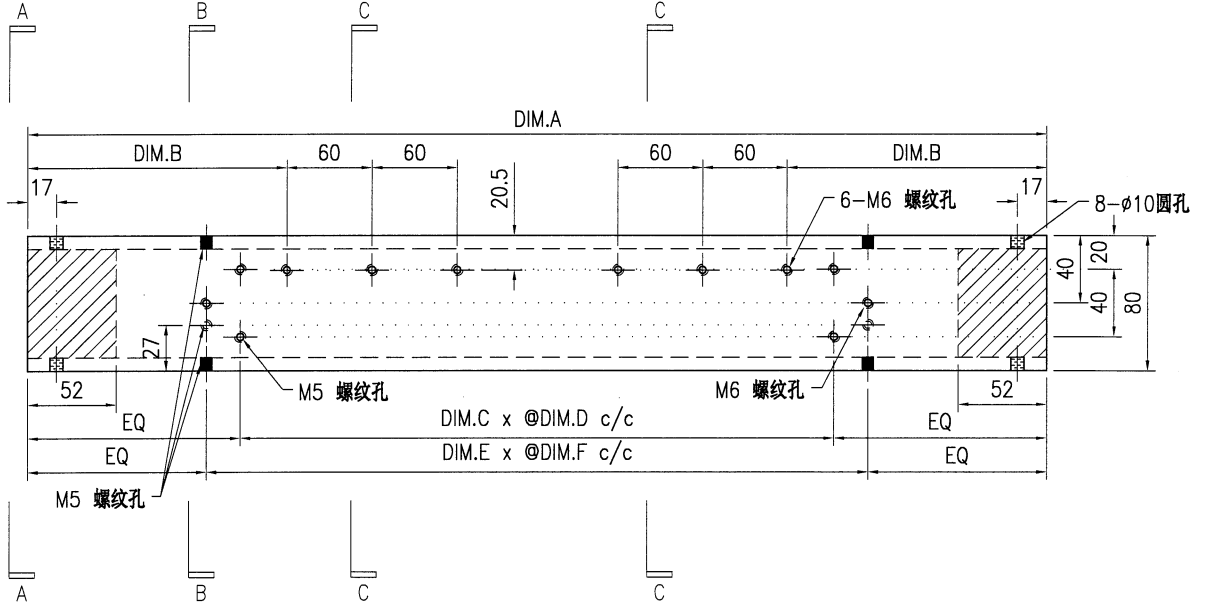 A B C C
DIM.A
DIM.B 60 60 60 60 DIM.B
17 20.5 17
6-M6 螺纹孔
8-ø10圆孔
20
40
40
80
27
M5 螺纹孔
M6 螺纹孔
52 52
EQ DIM.C x @DIM.D c/c EQ
EQ DIM.E x @DIM.F c/c EQ
M5 螺纹孔
A B C C